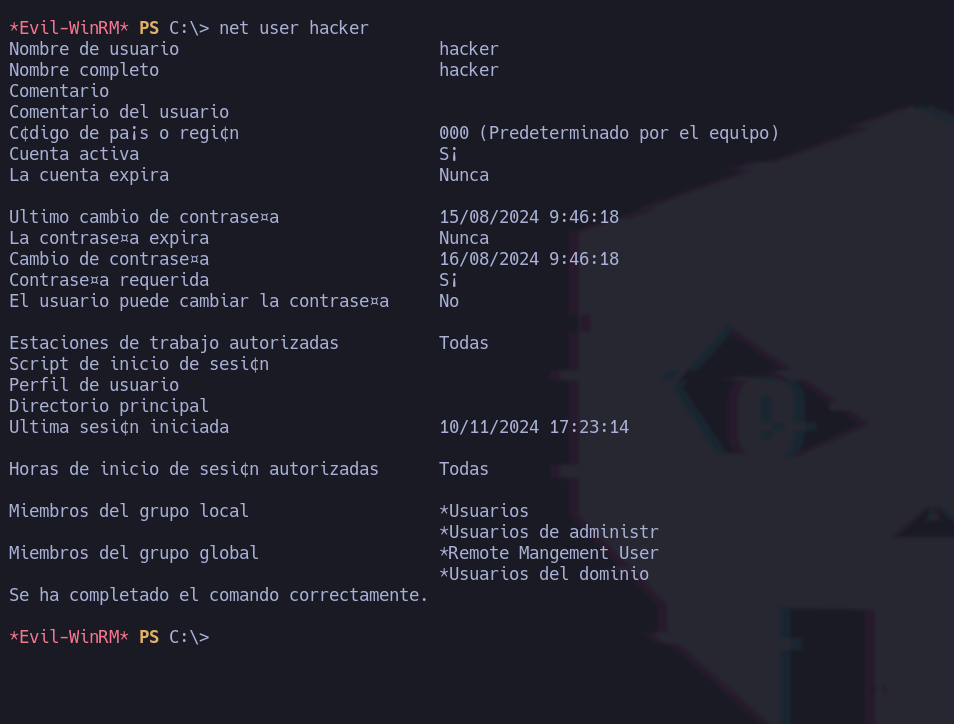 *Evil-WinRM* PS C:\> net user hacker
Nombre de usuario                          hacker
Nombre completo                            hacker
Comentario
Comentario del usuario
C¢digo de pa¡s o regi¢n                    000 (Predeterminado por el equipo)
Cuenta activa                              S¡
La cuenta expira                           Nunca

Ultimo cambio de contrase¤a                15/08/2024 9:46:18
La contrase¤a expira                       Nunca
Cambio de contrase¤a                       16/08/2024 9:46:18
Contrase¤a requerida                       S¡
El usuario puede cambiar la contrase¤a     No

Estaciones de trabajo autorizadas          Todas
Script de inicio de sesi¢n
Perfil de usuario
Directorio principal
Ultima sesi¢n iniciada                     10/11/2024 17:23:14

Horas de inicio de sesi¢n autorizadas      Todas

Miembros del grupo local                   *Usuarios
                                           *Usuarios de administr
Miembros del grupo global                  *Remote Mangement User
                                           *Usuarios del dominio
Se ha completado el comando correctamente.

*Evil-WinRM* PS C:\>